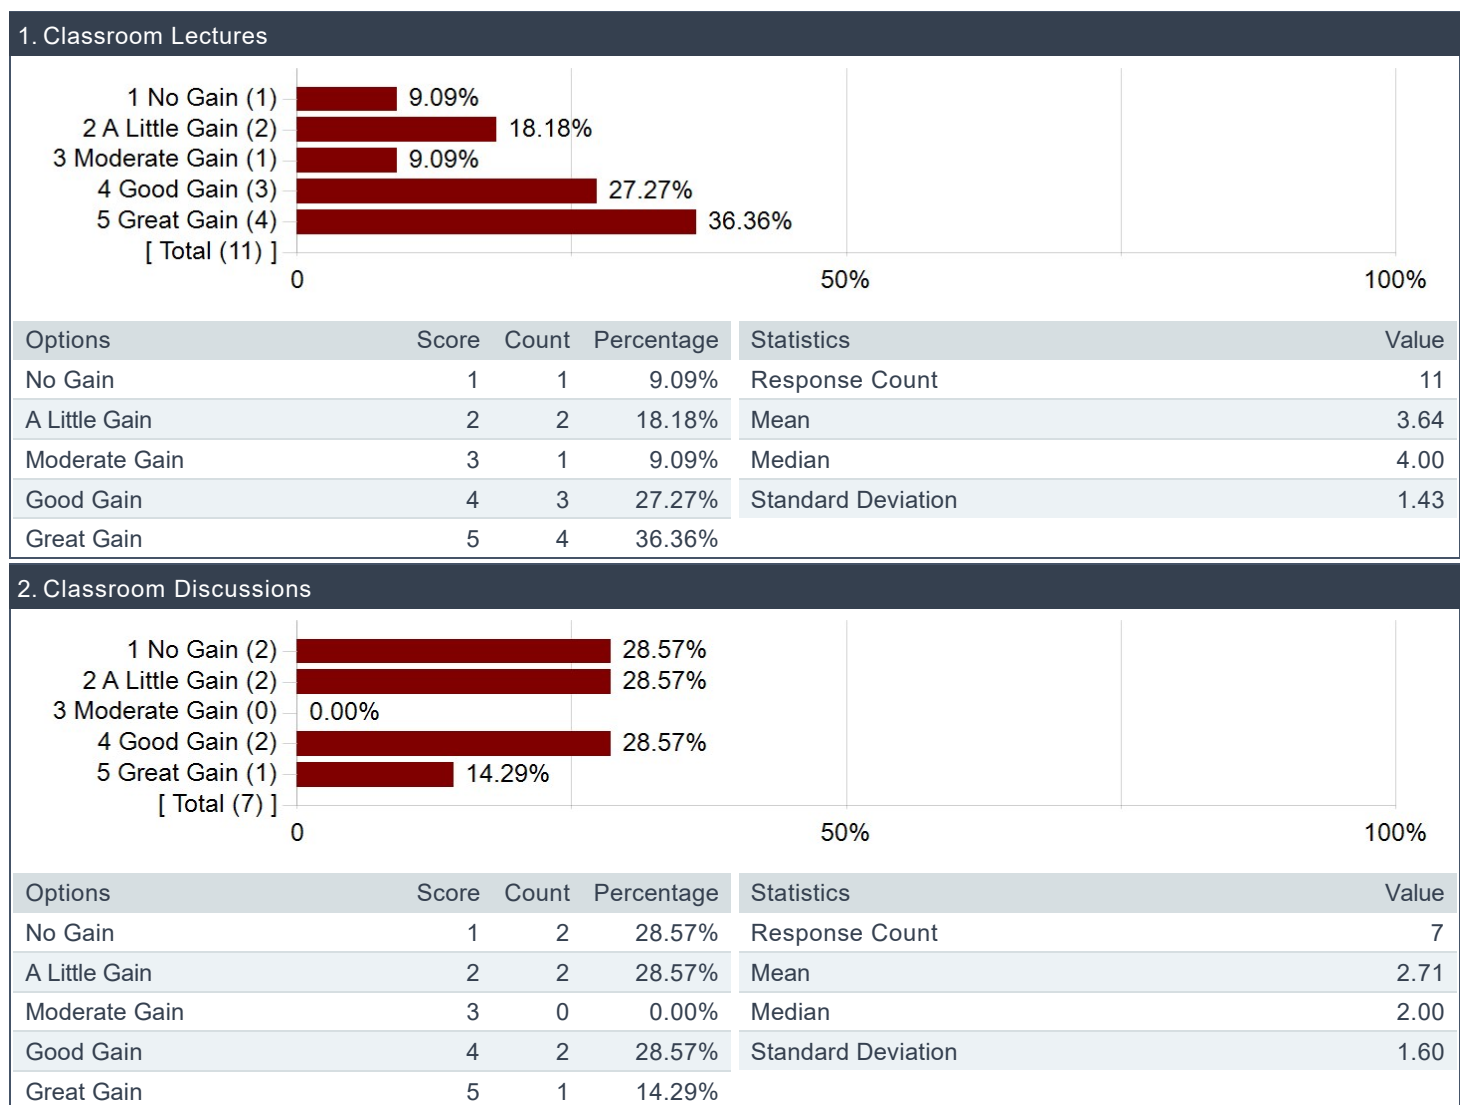 1. Classroom Lectures
1 No Gain (1) 9.09%
2 A Little Gain (2) 18.18%
3 Moderate Gain (1) 9.09%
4 Good Gain (3) 27.27%
5 Great Gain (4) 36.36%
[ Total (11) ]
0 50% 100%
Options Score Count Percentage Statistics Value
No Gain 1 1 9.09% Response Count 11
A Little Gain 2 2 18.18% Mean 3.64
Moderate Gain 3 1 9.09% Median 4.00
Good Gain 4 3 27.27% Standard Deviation 1.43
Great Gain 5 4 36.36%
2. Classroom Discussions
1 No Gain (2) 28.57%
2 A Little Gain (2) 28.57%
3 Moderate Gain (0) 0.00%
4 Good Gain (2) 28.57%
5 Great Gain (1) 14.29%
[ Total (7) ]
0 50% 100%
Options Score Count Percentage Statistics Value
No Gain 1 2 28.57% Response Count 7
A Little Gain 2 2 28.57% Mean 2.71
Moderate Gain 3 0 0.00% Median 2.00
Good Gain 4 2 28.57% Standard Deviation 1.60
Great Gain 5 1 14.29%